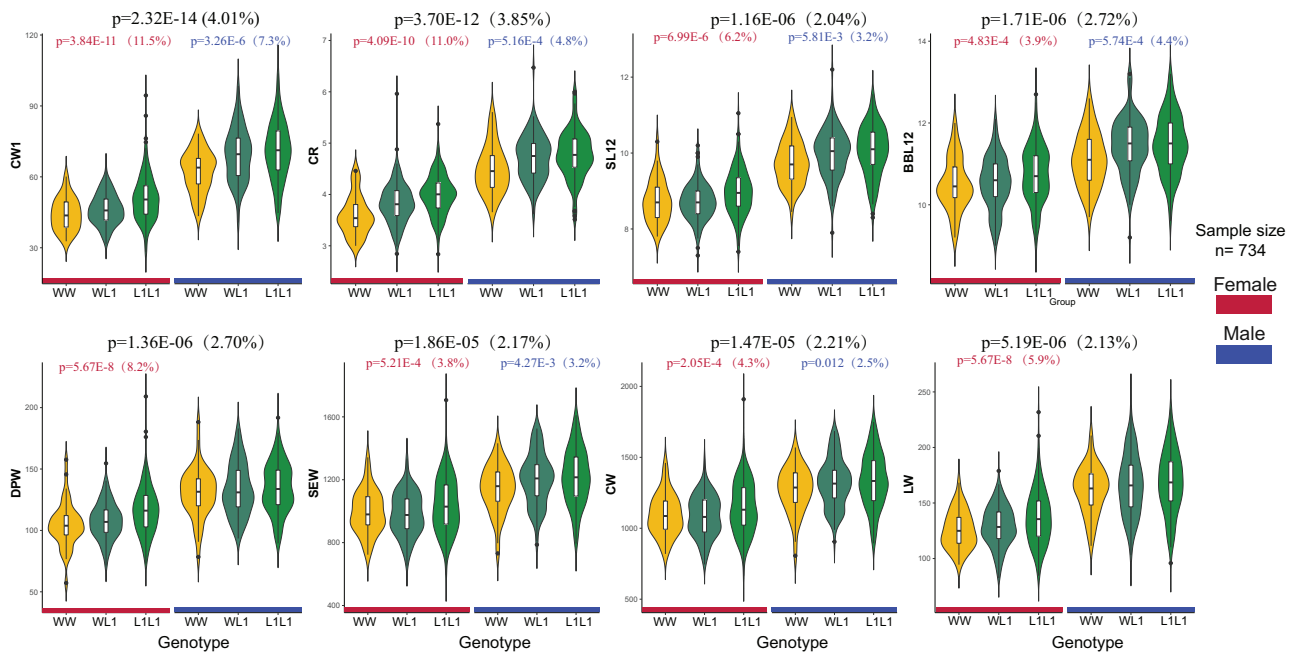 p=2.32E-14 (4.01%)
p=3.84E-11 (11.5%) p=3.26E-6 (7.3%)
CW1
120
90
60
30
WW WL1 L1L1 WW WL1 L1L1
p=3.70E-12 (3.85%)
p=4.09E-10 (11.0%) p=5.16E-4 (4.8%)
CR
7
6
5
4
3
WW WL1 L1L1 WW WL1 L1L1
p=1.16E-06 (2.04%)
p=6.99E-6 (6.2%) p=5.81E-3 (3.2%)
SL12
12
10
8
WW WL1 L1L1 WW WL1 L1L1
p=1.71E-06 (2.72%)
p=4.83E-4 (3.9%) p=5.74E-4 (4.4%)
BBL12
14
12
10
WW WL1 L1L1 WW WL1 L1L1
Group
Sample size
n= 734
Female
Male
p=1.36E-06 (2.70%)
p=5.67E-8 (8.2%)
DPW
200
150
100
50
WW WL1 L1L1 WW WL1 L1L1
Genotype
p=1.86E-05 (2.17%)
p=5.21E-4 (3.8%) p=4.27E-3 (3.2%)
SEW
1600
1200
800
400
WW WL1 L1L1 WW WL1 L1L1
Genotype
p=1.47E-05 (2.21%)
p=2.05E-4 (4.3%) p=0.012 (2.5%)
CW
2000
1500
1000
500
WW WL1 L1L1 WW WL1 L1L1
Genotype
p=5.19E-06 (2.13%)
p=5.67E-8 (5.9%)
LW
250
200
150
100
WW WL1 L1L1 WW WL1 L1L1
Genotype